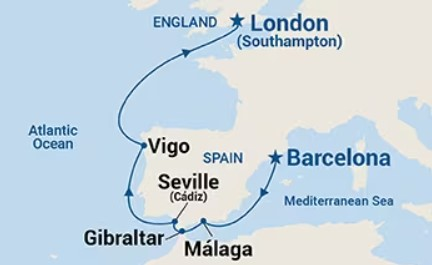 ENGLAND
London
(Southampton)
Atlantic
Ocean
Vigo
SPAIN
Barcelona
Seville
(Cádiz)
Mediterranean Sea
Gibraltar
Málaga